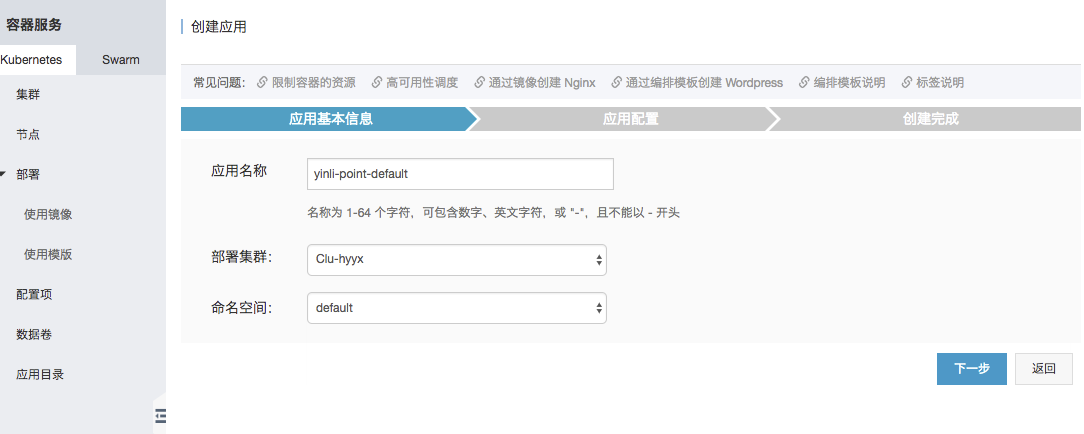 容器服务
Kubernetes Swarm
集群
节点
部署
使用镜像
使用模版
配置项
数据卷
应用目录
创建应用
常见问题： 限制容器的资源 高可用性调度 通过镜像创建 Nginx 通过编排模板创建 Wordpress 编排模板说明 标签说明
应用基本信息 应用配置 创建完成
应用名称 yinli-point-default
名称为 1-64 个字符，可包含数字、英文字符，或 "-"，且不能以 - 开头
部署集群： Clu-hyyx
命名空间： default
下一步 返回